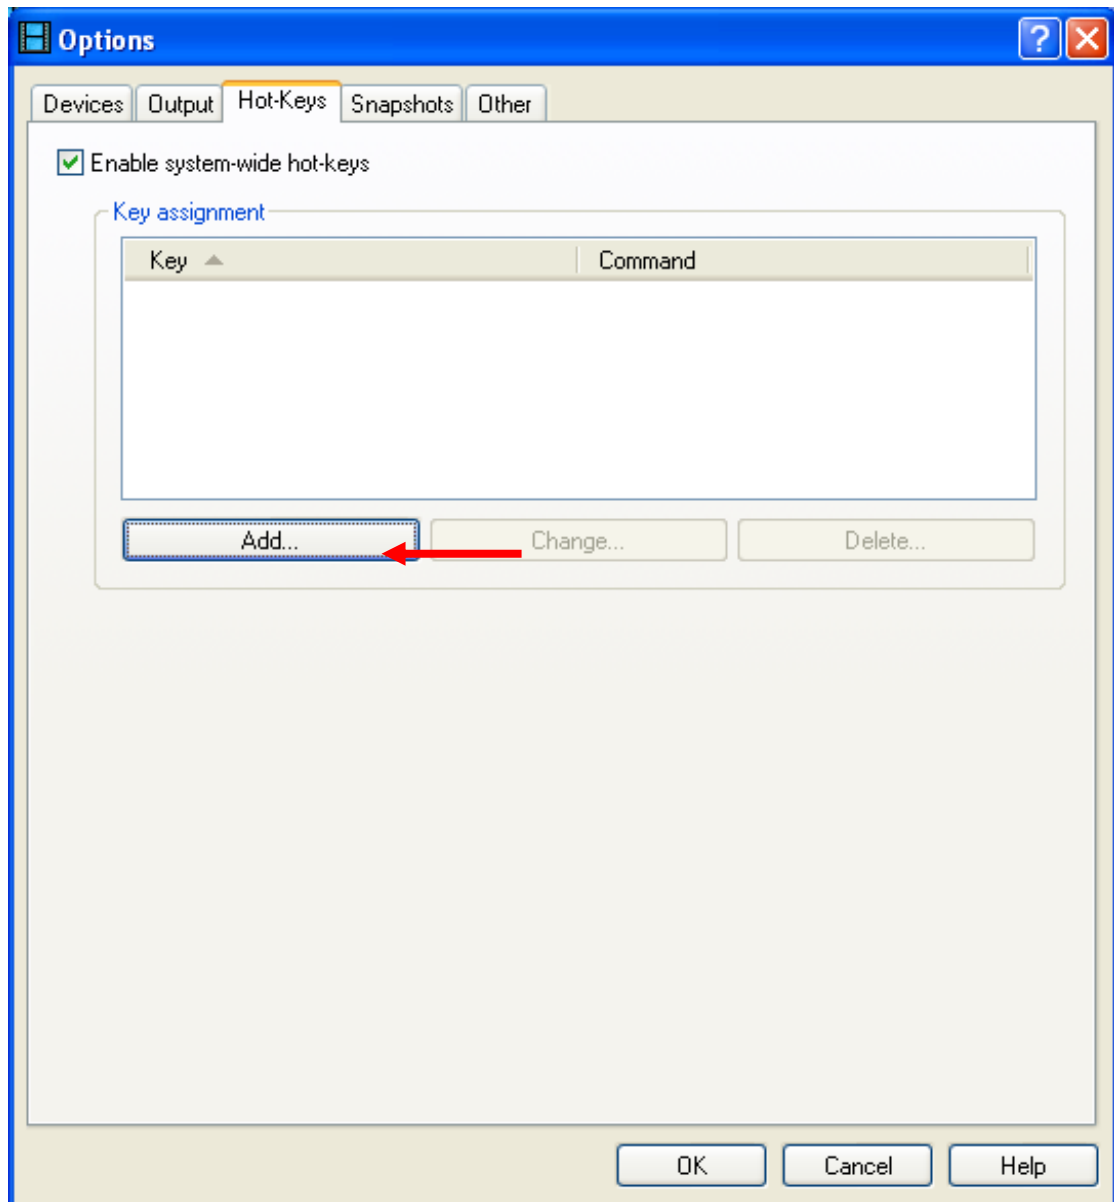 Options
Devices Output Hot-Keys Snapshots Other
Enable system-wide hot-keys
Key assignment
Key Command
Add... Change... Delete...
OK Cancel Help